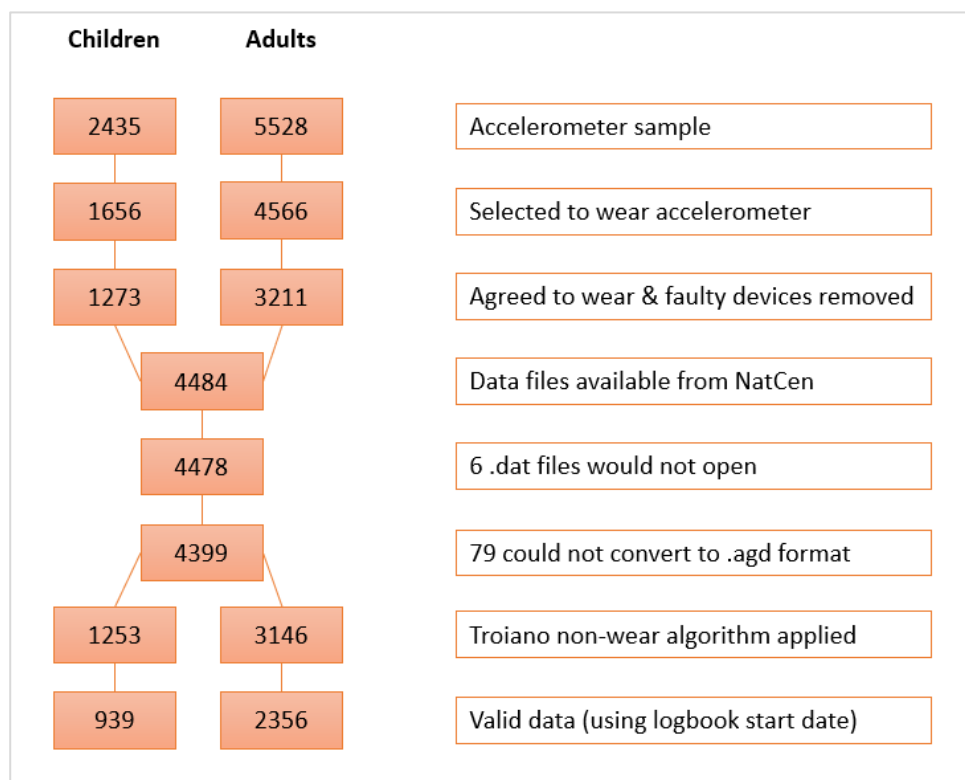 Children Adults
2435 5528 Accelerometer sample
1656 4566 Selected to wear accelerometer
1273 3211 Agreed to wear & faulty devices removed
4484 Data files available from NatCen
4478 6 .dat files would not open
4399 79 could not convert to .agd format
1253 3146 Troiano non-wear algorithm applied
939 2356 Valid data (using logbook start date)